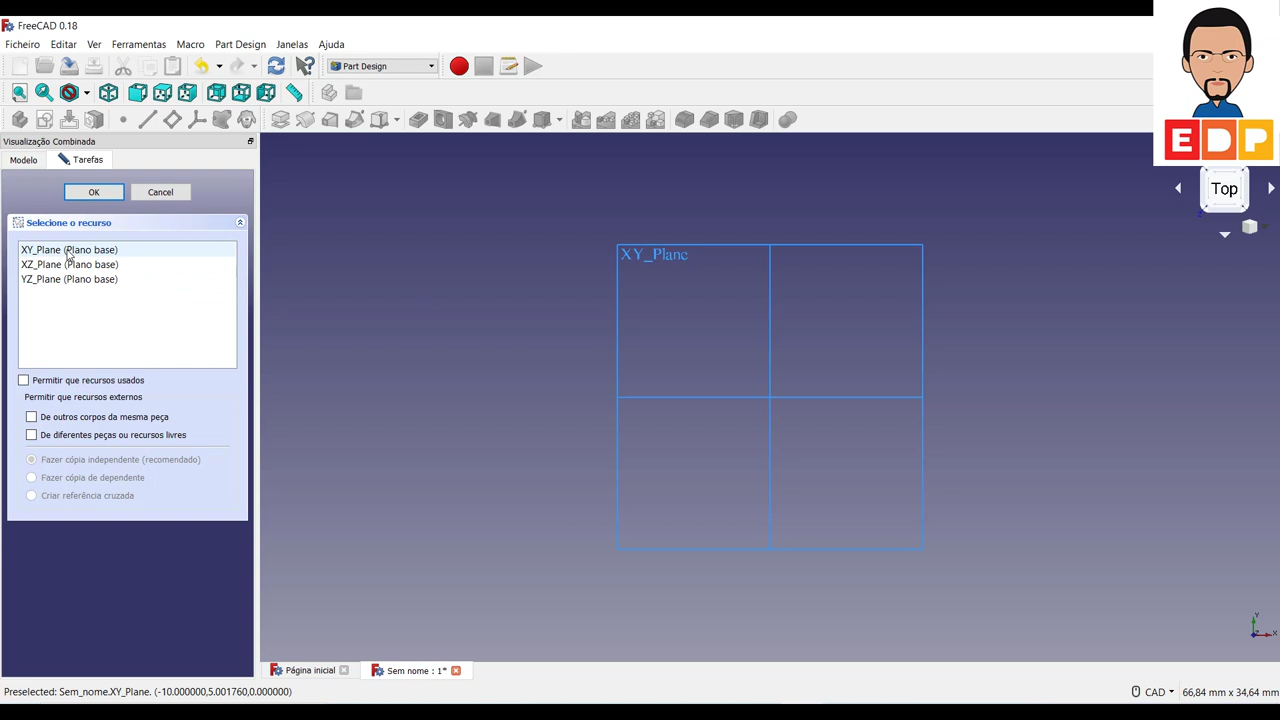 FreeCAD 0.18
Ficheiro Editar Ver Ferramentas Macro Part Design Janelas Ajuda
Part Design
EDP
Visualização Combinada
Modelo Tarefas
OK Cancel
Top
Selecione o recurso
XY_Plane (Plano base)
XZ_Plane (Plano base)
YZ_Plane (Plano base)
XY_Plane
Permitir que recursos usados
Permitir que recursos externos
De outros corpos da mesma peça
De diferentes peças ou recursos livres
Fazer cópia independente (recomendado)
Fazer cópia de dependente
Criar referência cruzada
Y
Z X
Página inicial Sem nome : 1*
Preselected: Sem_nome.XY_Plane. (-10.000000,5.001760,0.000000) CAD 66,84 mm x 34,64 mm